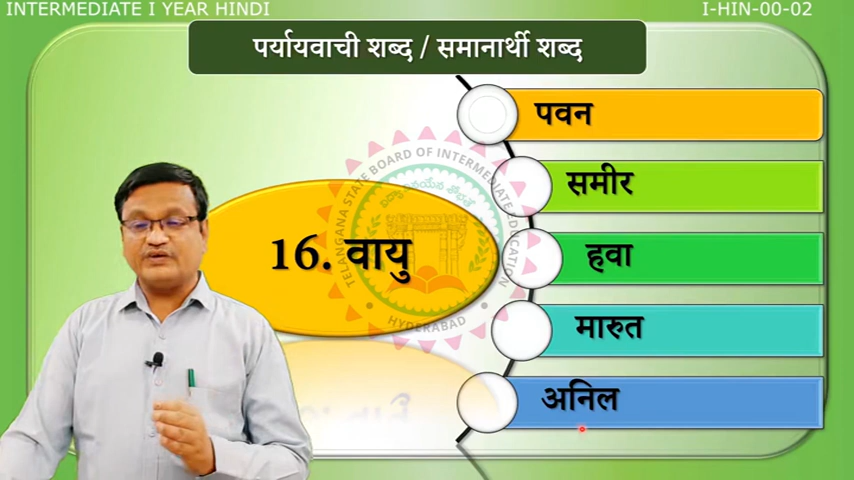 INTERMEDIATE I YEAR HINDI
I-HIN-00-02
पर्यायवाची शब्द / समानार्थी शब्द
पवन
समीर
16. वायु
हवा
मारुत
अनिल
TELANGANA STATE BOARD OF INTERMEDIATE EDUCATION
HYDERABAD